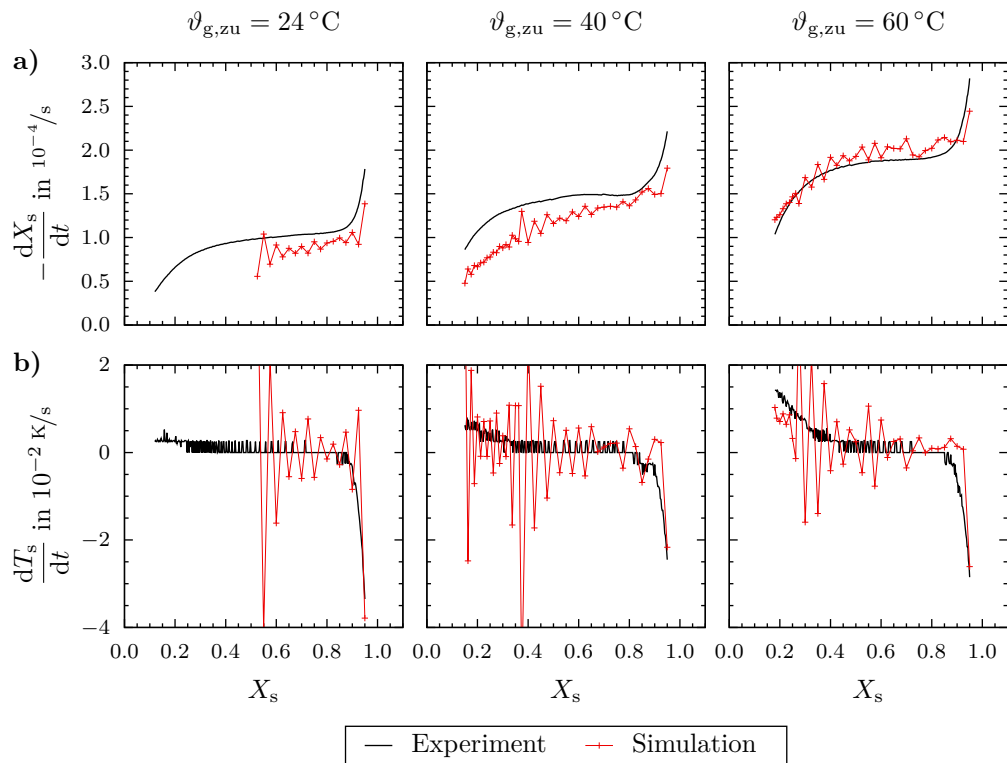 ϑg,zu = 24 °C ϑg,zu = 40 °C ϑg,zu = 60 °C
a)
3.0
2.5
2.0
1.5
1.0
0.5
0.0
−dXs/dt in 10−4/s
b)
2
0
−2
−4
dTs/dt in 10−2 K/s
0.0 0.2 0.4 0.6 0.8 1.0 0.0 0.2 0.4 0.6 0.8 1.0 0.0 0.2 0.4 0.6 0.8 1.0
Xs Xs Xs
Experiment Simulation